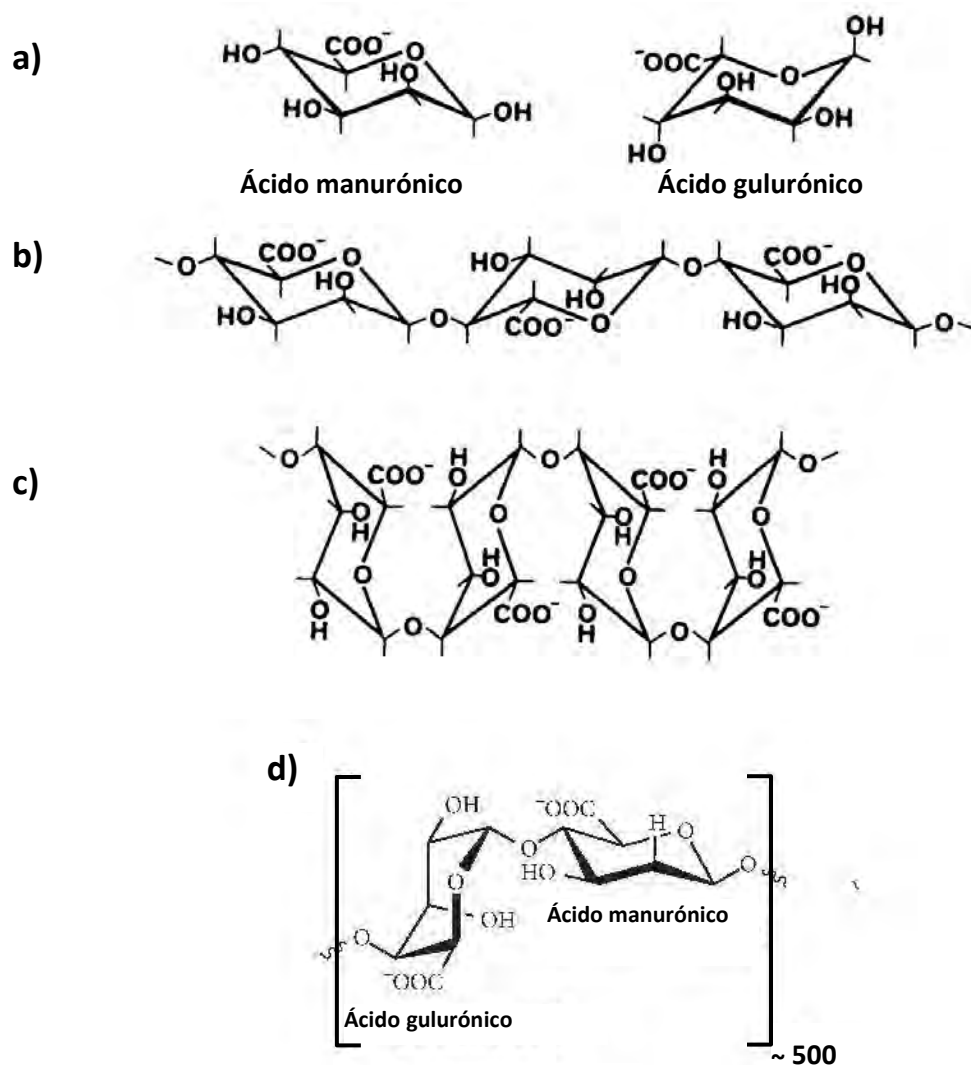 a)
COO⁻ O
HO HO
HO OH
Ácido manurónico
OH
⁻OOC O
OH
OH
HO
Ácido gulurónico
b)
O COO⁻ O HO O COO⁻ O
HO HO HO HO
HO O COO⁻ O HO O
c)
O COO⁻ H O O COO⁻ H O O
O H O O H O
O O O O
O H H O O H H O
O H COO⁻ O H COO⁻
O O
d)
OH ⁻OOC H O
O O
O HO
OH Ácido manurónico
O
⁻OOC
Ácido gulurónico
~ 500